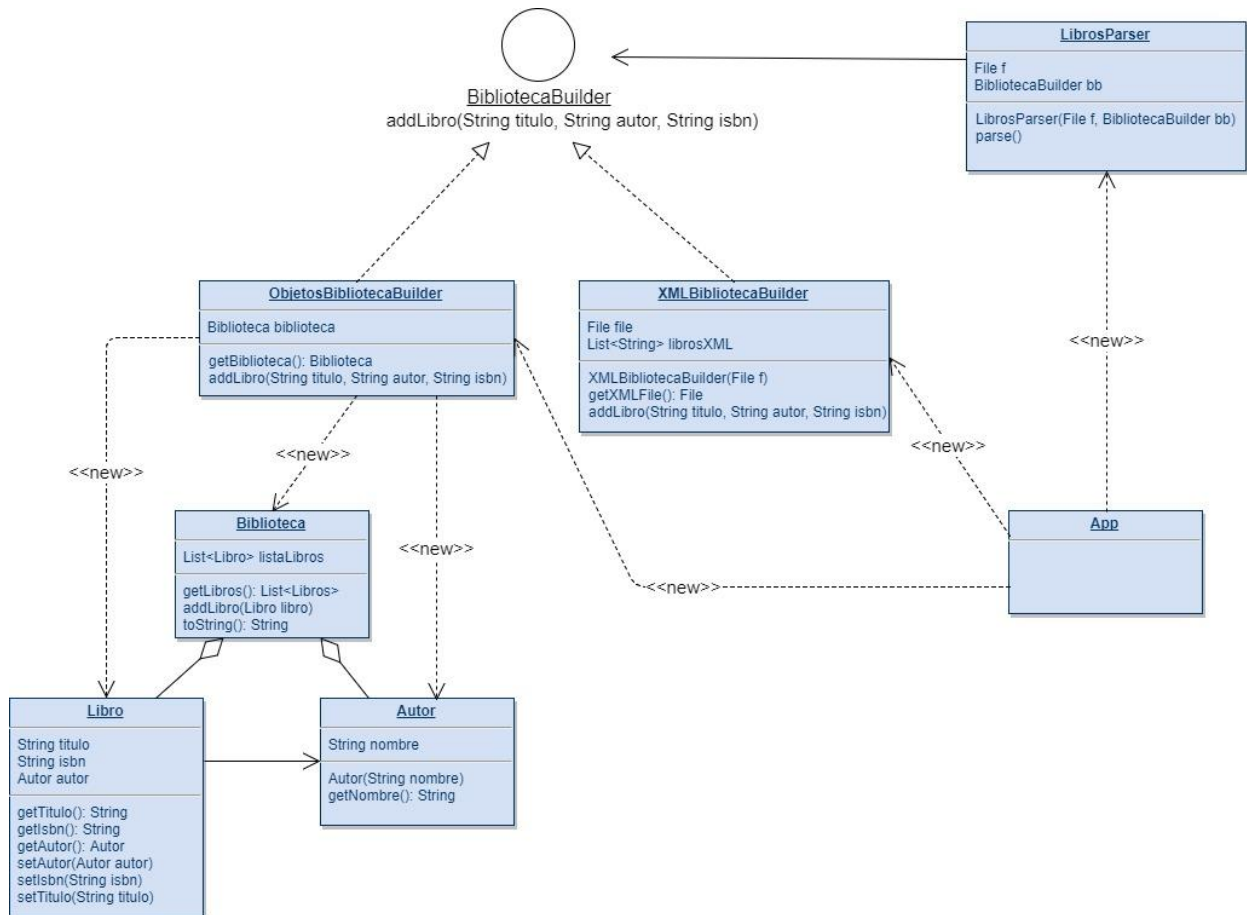 BibliotecaBuilder
addLibro(String titulo, String autor, String isbn)
LibrosParser
File f
BibliotecaBuilder bb
LibrosParser(File f, BibliotecaBuilder bb)
parse()
ObjetosBibliotecaBuilder
Biblioteca biblioteca
getBiblioteca(): Biblioteca
addLibro(String titulo, String autor, String isbn)
XMLBibliotecaBuilder
File file
List<String> librosXML
XMLBibliotecaBuilder(File f)
getXMLFile(): File
addLibro(String titulo, String autor, String isbn)
<<new>>
<<new>>
<<new>>
<<new>>
<<new>>
<<new>>
Biblioteca
List<Libro> listaLibros
getLibros(): List<Libros>
addLibro(Libro libro)
toString(): String
App
Libro
String titulo
String isbn
Autor autor
getTitulo(): String
getIsbn(): String
getAutor(): Autor
setAutor(Autor autor)
setIsbn(String isbn)
setTitulo(String titulo)
Autor
String nombre
Autor(String nombre)
getNombre(): String